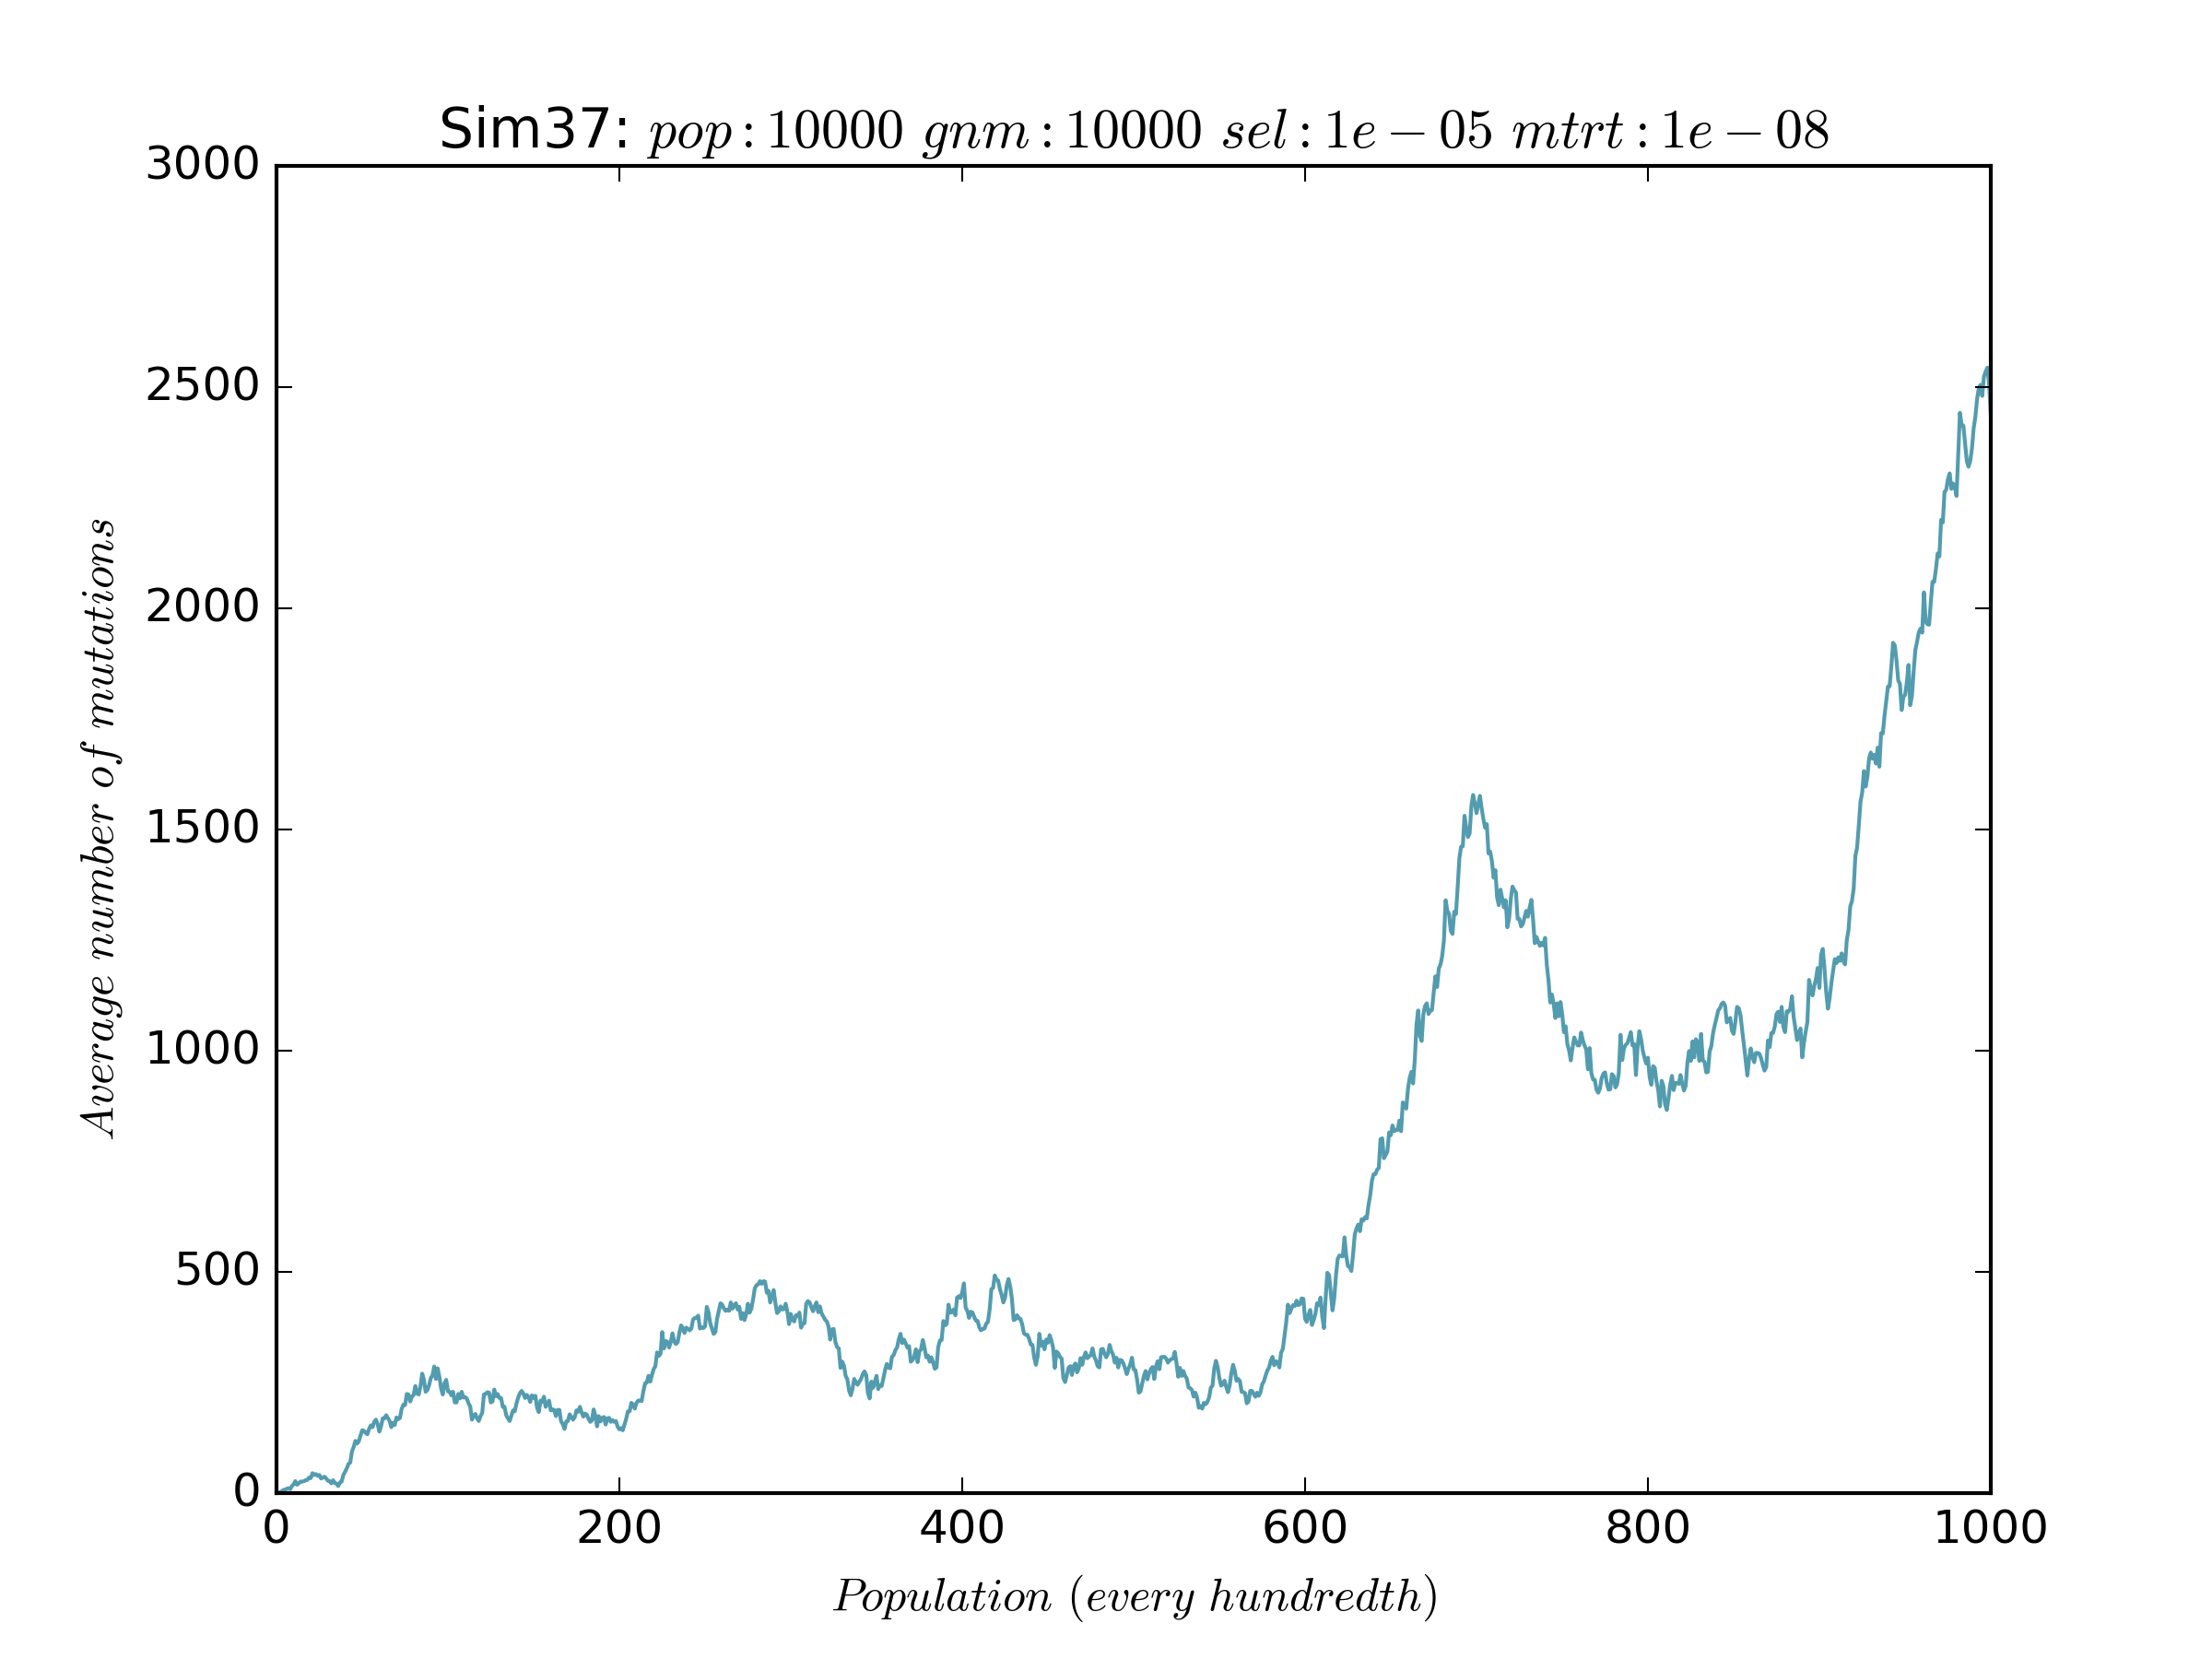 Sim37: pop : 10000 gnm : 10000 sel : 1e − 05 mtrt : 1e − 08
3000
2500
2000
1500
1000
500
0
Average number of mutations
0 200 400 600 800 1000
Population (every hundredth)